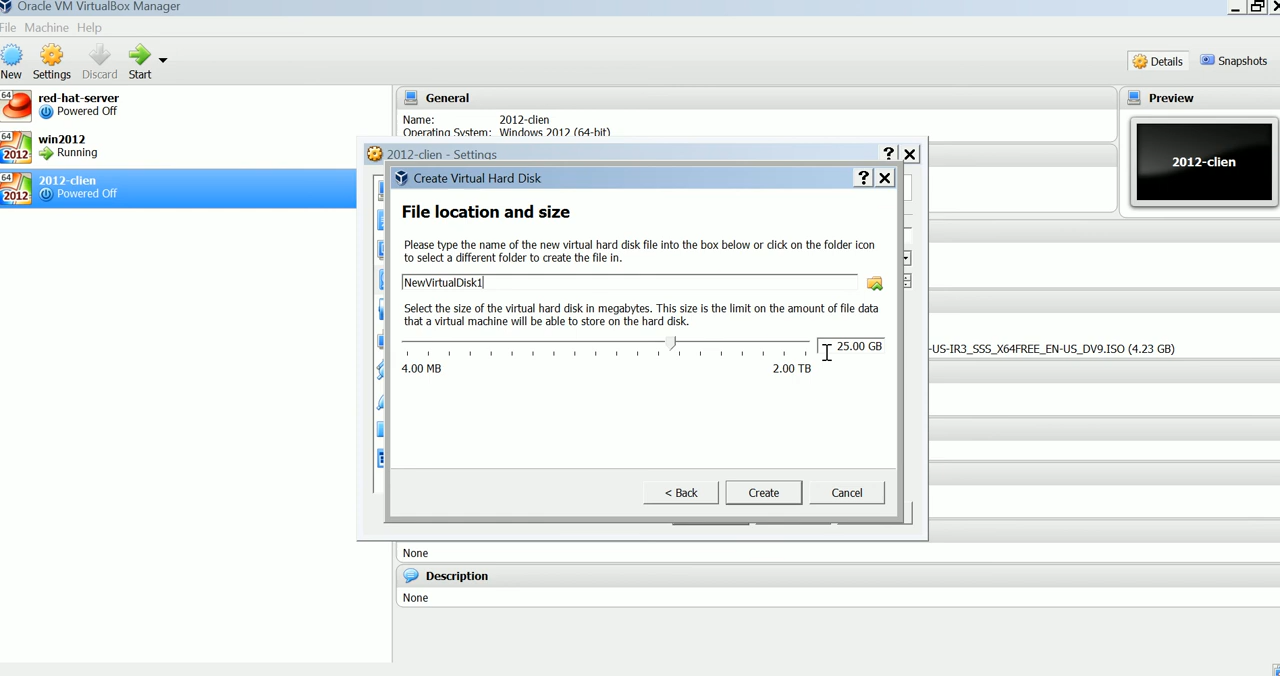 Oracle VM VirtualBox Manager
File Machine Help
New Settings Discard Start
Details Snapshots
64 red-hat-server
Powered Off
64 win2012
2012 Running
64 2012-clien
2012 Powered Off
General
Name: 2012-clien
Operating System: Windows 2012 (64-bit)
Preview
2012-clien
2012-clien - Settings
Create Virtual Hard Disk
File location and size
Please type the name of the new virtual hard disk file into the box below or click on the folder icon
to select a different folder to create the file in.
NewVirtualDisk1
Select the size of the virtual hard disk in megabytes. This size is the limit on the amount of file data
that a virtual machine will be able to store on the hard disk.
25.00 GB
4.00 MB 2.00 TB
< Back Create Cancel
-US-IR3_SSS_X64FREE_EN-US_DV9.ISO (4.23 GB)
None
Description
None